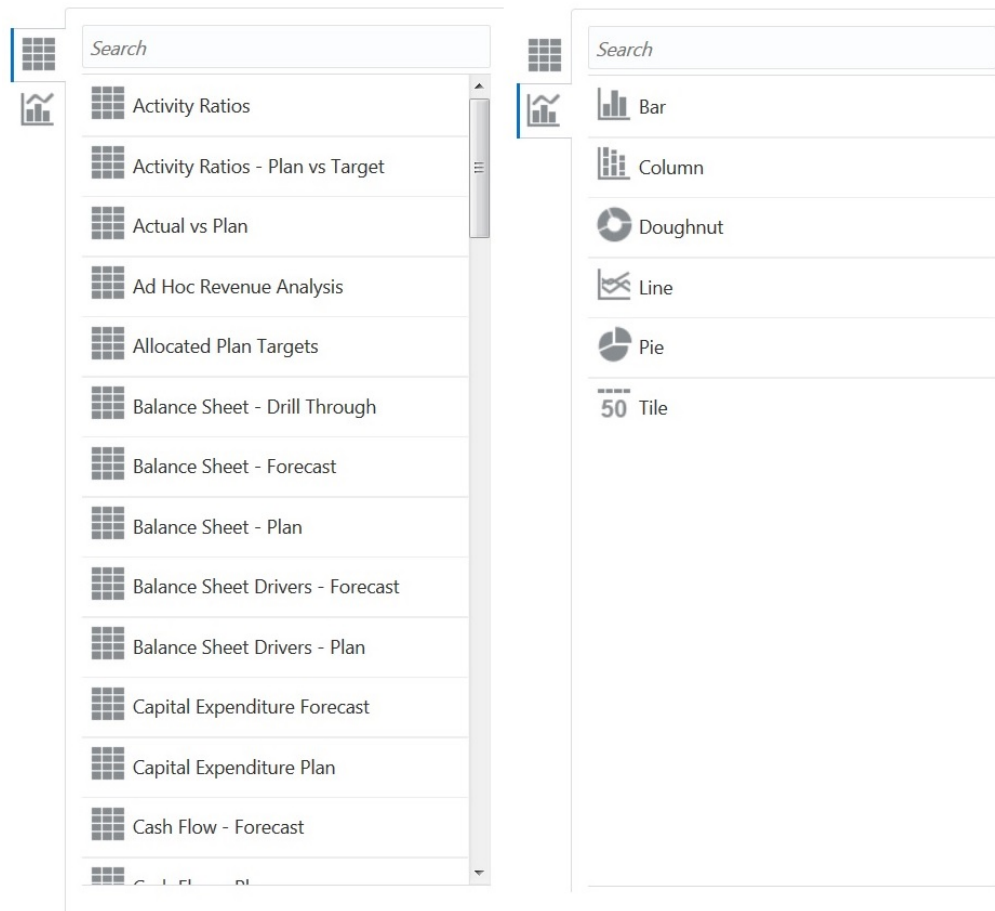 Search
Activity Ratios
Activity Ratios - Plan vs Target
Actual vs Plan
Ad Hoc Revenue Analysis
Allocated Plan Targets
Balance Sheet - Drill Through
Balance Sheet - Forecast
Balance Sheet - Plan
Balance Sheet Drivers - Forecast
Balance Sheet Drivers - Plan
Capital Expenditure Forecast
Capital Expenditure Plan
Cash Flow - Forecast
Search
Bar
Column
Doughnut
Line
Pie
50 Tile